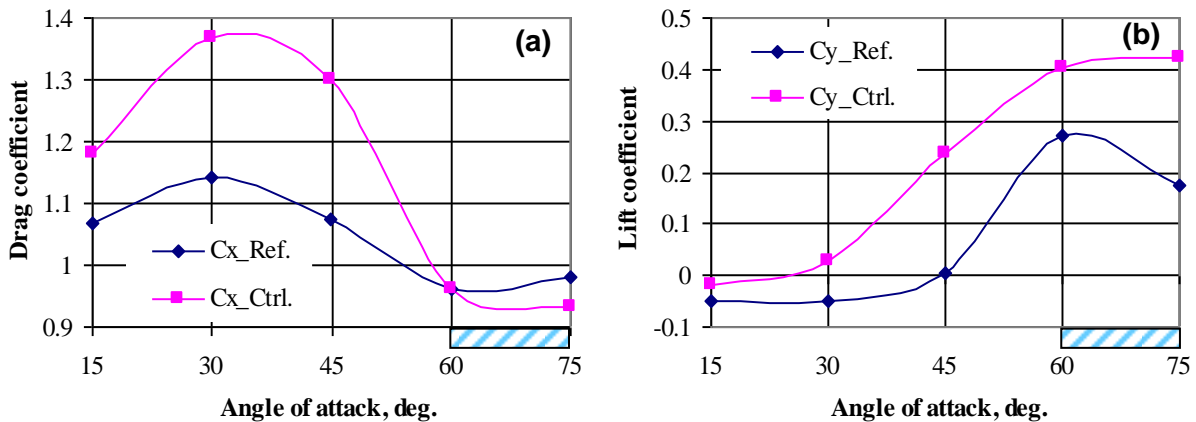 1.4
1.3
1.2
1.1
1
0.9
Drag coefficient
(a)
Cx_Ref.
Cx_Ctrl.
15 30 45 60 75
Angle of attack, deg.
0.5
0.4
0.3
0.2
0.1
0
-0.1
Lift coefficient
(b)
Cy_Ref.
Cy_Ctrl.
15 30 45 60 75
Angle of attack, deg.